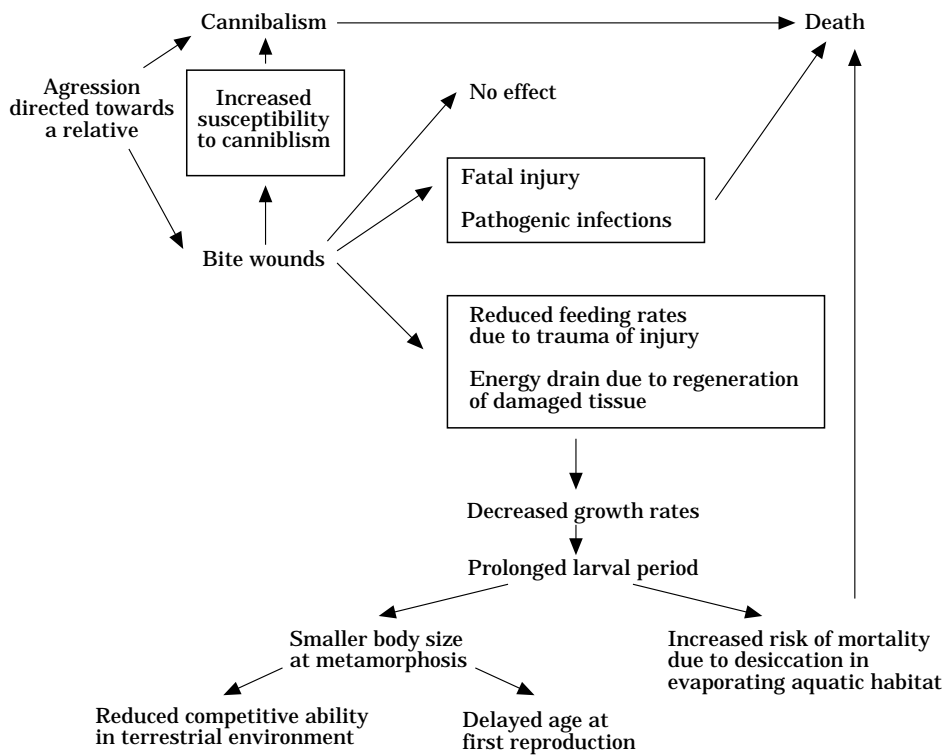 Cannibalism
Death
Agression
directed towards
a relative
Increased
susceptibility
to canniblism
No effect
Fatal injury
Pathogenic infections
Bite wounds
Reduced feeding rates
due to trauma of injury
Energy drain due to regeneration
of damaged tissue
Decreased growth rates
Prolonged larval period
Smaller body size
at metamorphosis
Increased risk of mortality
due to desiccation in
evaporating aquatic habitat
Reduced competitive ability
in terrestrial environment
Delayed age at
first reproduction